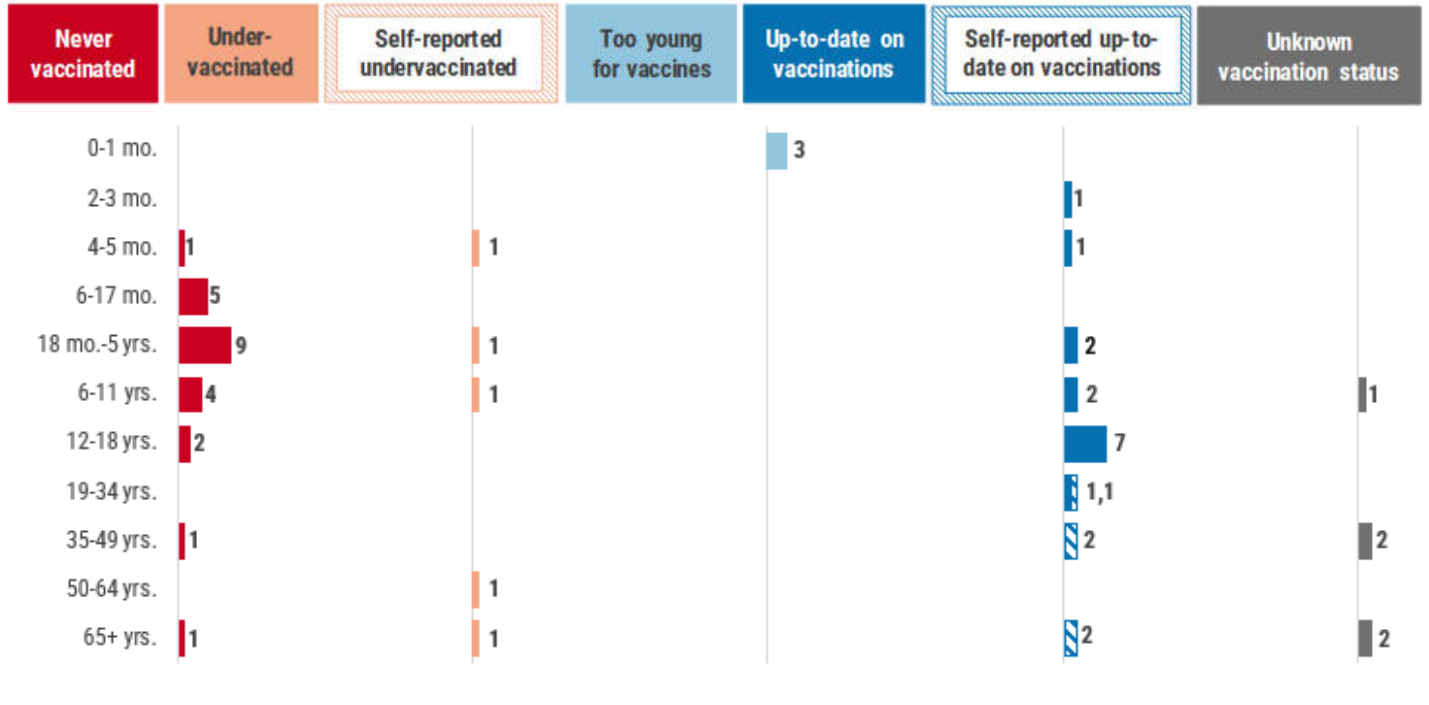 Never
vaccinated
Under-
vaccinated
Self-reported
undervaccinated
Too young
for vaccines
Up-to-date on
vaccinations
Self-reported up-to-
date on vaccinations
Unknown
vaccination status
0-1 mo. 3
2-3 mo. 1
4-5 mo. 1 1 1
6-17 mo. 5
18 mo.-5 yrs. 9 1 2
6-11 yrs. 4 1 2 1
12-18 yrs. 2 7
19-34 yrs. 1,1
35-49 yrs. 1 2 2
50-64 yrs. 1
65+ yrs. 1 1 2 2